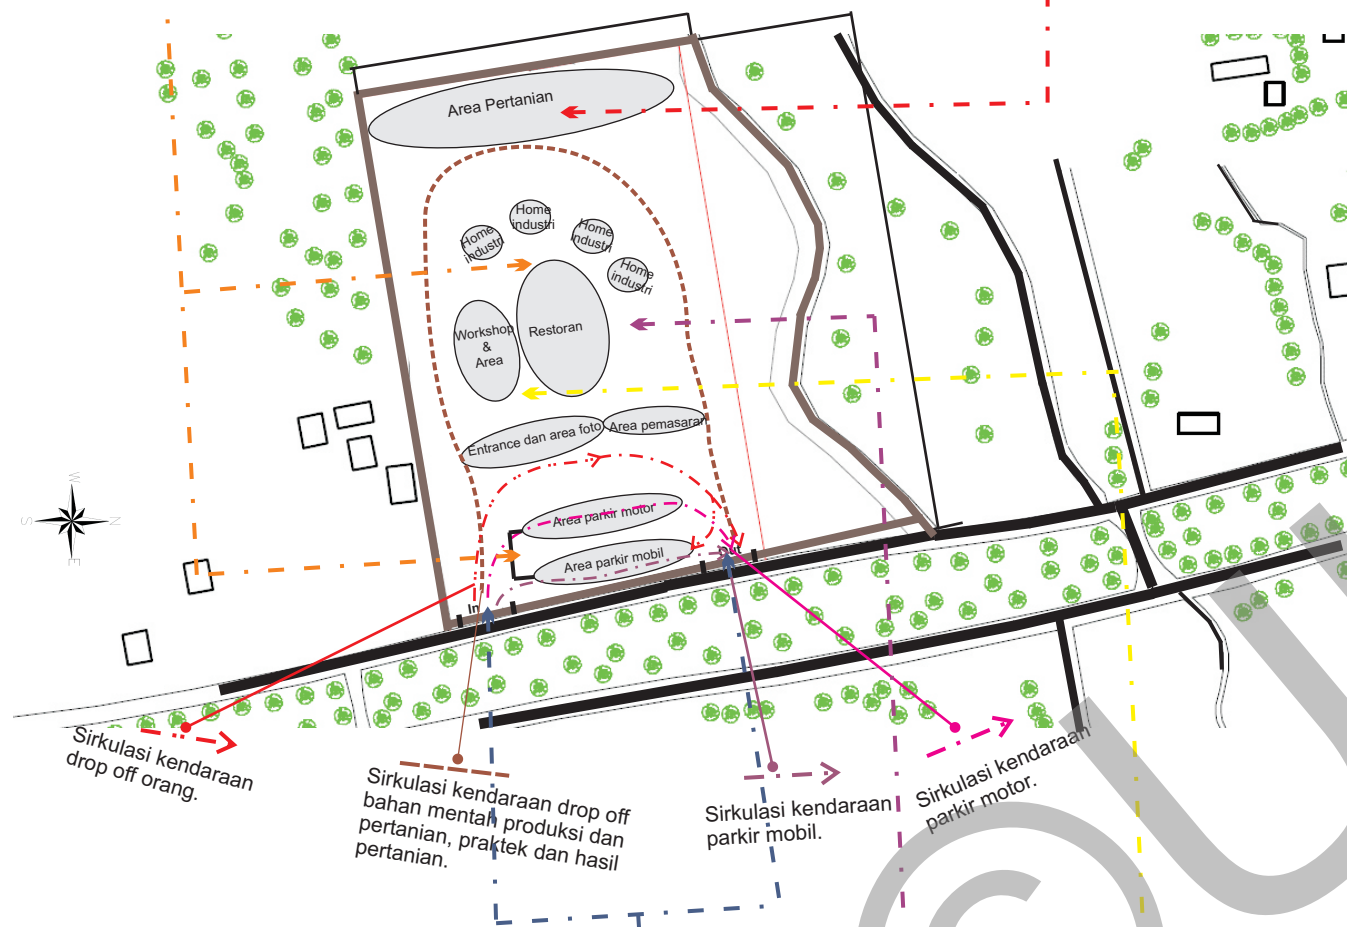 Area Pertanian
Home
industri
Home
industri
Home
industri
Home
industri
Workshop
&
Area
Restoran
Entrance dan area foto
Area pemasaran
Area parkir motor
Area parkir mobil
In
Out
W
S
N
E
Sirkulasi kendaraan
drop off orang.
Sirkulasi kendaraan drop off
bahan mentah produksi dan
pertanian, praktek dan hasil
pertanian.
Sirkulasi kendaraan
parkir mobil.
Sirkulasi kendaraan
parkir motor.